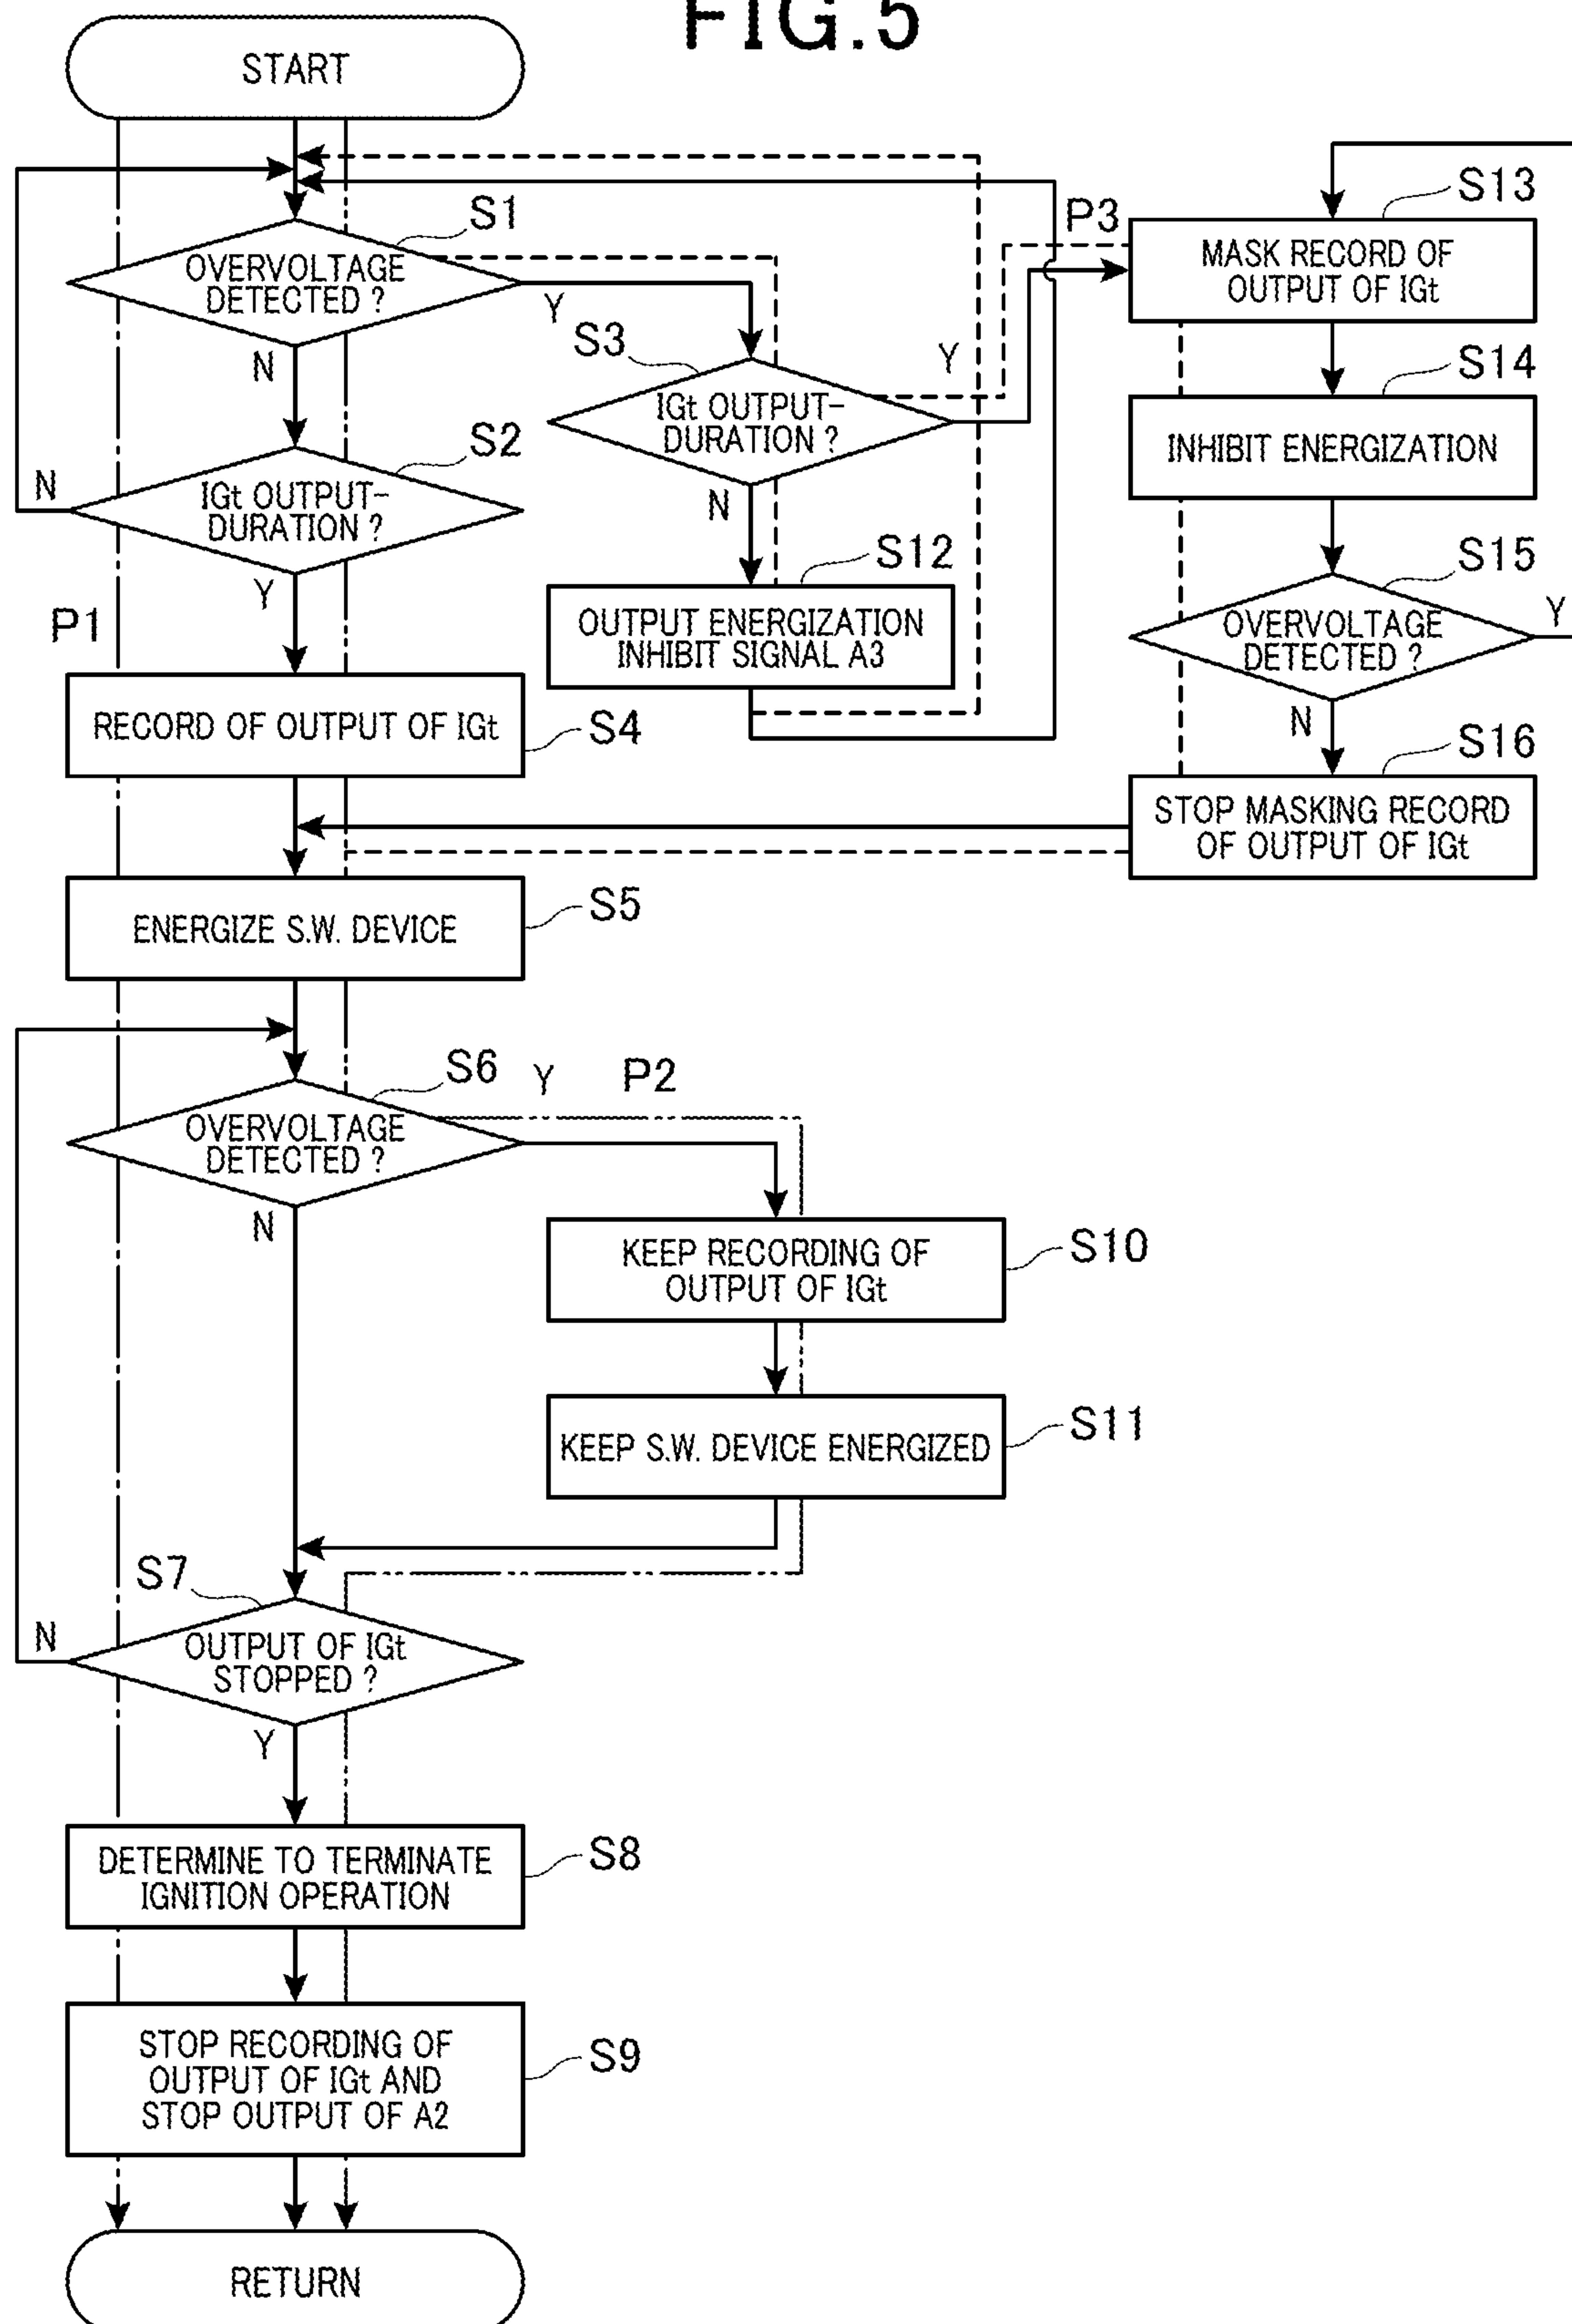 FIG.5
START
S1
OVERVOLTAGE
DETECTED ?
Y
N
S2
IGt OUTPUT-
DURATION ?
N
Y
P1
S3
IGt OUTPUT-
DURATION ?
Y
N
P3
S12
OUTPUT ENERGIZATION
INHIBIT SIGNAL A3
S13
MASK RECORD OF
OUTPUT OF IGt
S14
INHIBIT ENERGIZATION
S15
OVERVOLTAGE
DETECTED ?
Y
N
S16
STOP MASKING RECORD
OF OUTPUT OF IGt
RECORD OF OUTPUT OF IGt
S4
ENERGIZE S.W. DEVICE
S5
S6
Y
P2
OVERVOLTAGE
DETECTED ?
N
KEEP RECORDING OF
OUTPUT OF IGt
S10
KEEP S.W. DEVICE ENERGIZED
S11
S7
N
OUTPUT OF IGt
STOPPED ?
Y
DETERMINE TO TERMINATE
IGNITION OPERATION
S8
STOP RECORDING OF
OUTPUT OF IGt AND
STOP OUTPUT OF A2
S9
RETURN